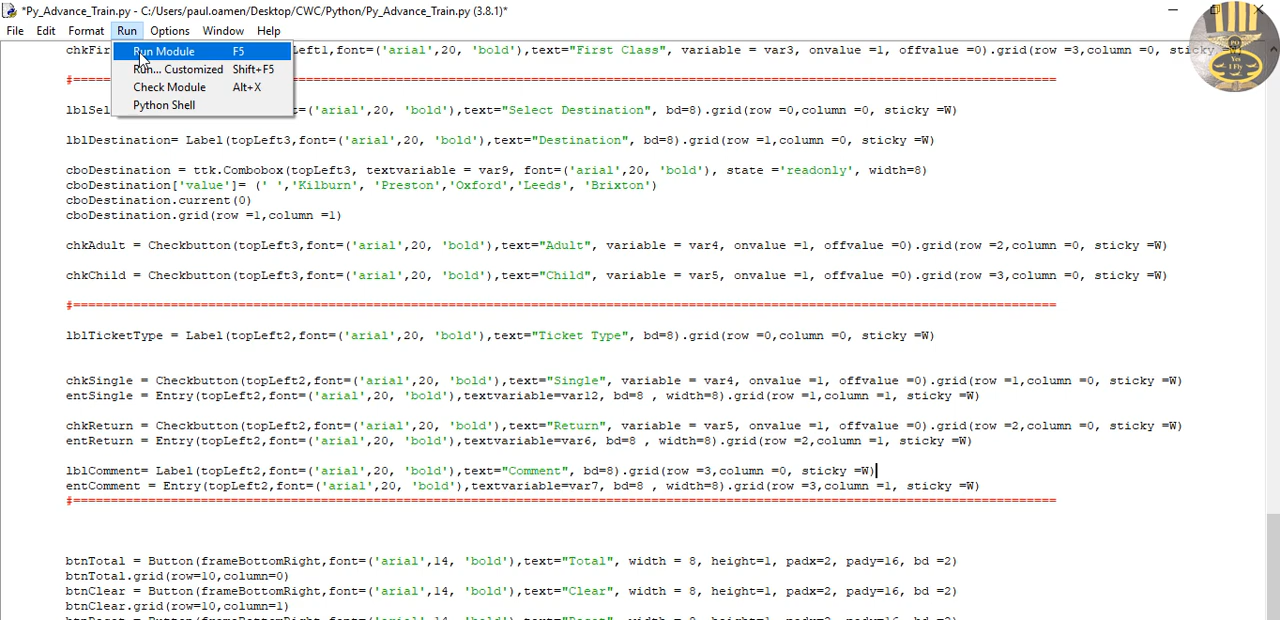 *Py_Advance_Train.py - C:/Users/paul.oamen/Desktop/CWC/Python/Py_Advance_Train.py (3.8.1)*
File Edit Format Run Options Window Help
chkFir Left1,font=('arial',20, 'bold'),text="First Class", variable = var3, onvalue =1, offvalue =0).grid(row =3,column =0, sticky
Run Module F5
Run... Customized Shift+F5
Check Module Alt+X
Python Shell
Yes
I Fly
lblSel =('arial',20, 'bold'),text="Select Destination", bd=8).grid(row =0,column =0, sticky =W)
lblDestination= Label(topLeft3,font=('arial',20, 'bold'),text="Destination", bd=8).grid(row =1,column =0, sticky =W)
cboDestination = ttk.Combobox(topLeft3, textvariable = var9, font=('arial',20, 'bold'), state ='readonly', width=8)
cboDestination['value']= (' ','Kilburn', 'Preston','Oxford','Leeds', 'Brixton')
cboDestination.current(0)
cboDestination.grid(row =1,column =1)
chkAdult = Checkbutton(topLeft3,font=('arial',20, 'bold'),text="Adult", variable = var4, onvalue =1, offvalue =0).grid(row =2,column =0, sticky =W)
chkChild = Checkbutton(topLeft3,font=('arial',20, 'bold'),text="Child", variable = var5, onvalue =1, offvalue =0).grid(row =3,column =0, sticky =W)
lblTicketType = Label(topLeft2,font=('arial',20, 'bold'),text="Ticket Type", bd=8).grid(row =0,column =0, sticky =W)
chkSingle = Checkbutton(topLeft2,font=('arial',20, 'bold'),text="Single", variable = var4, onvalue =1, offvalue =0).grid(row =1,column =0, sticky =W)
entSingle = Entry(topLeft2,font=('arial',20, 'bold'),textvariable=var12, bd=8 , width=8).grid(row =1,column =1, sticky =W)
chkReturn = Checkbutton(topLeft2,font=('arial',20, 'bold'),text="Return", variable = var5, onvalue =1, offvalue =0).grid(row =2,column =0, sticky =W)
entReturn = Entry(topLeft2,font=('arial',20, 'bold'),textvariable=var6, bd=8 , width=8).grid(row =2,column =1, sticky =W)
lblComment= Label(topLeft2,font=('arial',20, 'bold'),text="Comment", bd=8).grid(row =3,column =0, sticky =W)
entComment = Entry(topLeft2,font=('arial',20, 'bold'),textvariable=var7, bd=8 , width=8).grid(row =3,column =1, sticky =W)
btnTotal = Button(frameBottomRight,font=('arial',14, 'bold'),text="Total", width = 8, height=1, padx=2, pady=16, bd =2)
btnTotal.grid(row=10,column=0)
btnClear = Button(frameBottomRight,font=('arial',14, 'bold'),text="Clear", width = 8, height=1, padx=2, pady=16, bd =2)
btnClear.grid(row=10,column=1)